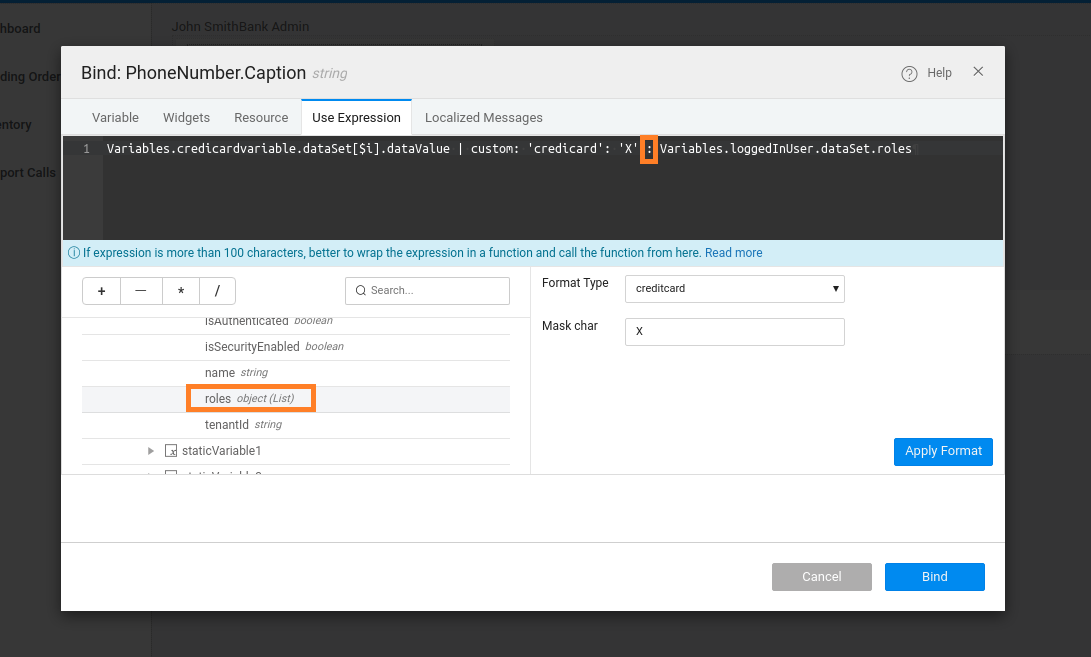 hboard
John SmithBank Admin
ding Order
entory
port Calls
Bind: PhoneNumber.Caption string
? Help
Variable Widgets Resource Use Expression Localized Messages
1 Variables.credicardvariable.dataSet[$i].dataValue | custom: 'credicard': 'X' : Variables.loggedInUser.dataSet.roles
If expression is more than 100 characters, better to wrap the expression in a function and call the function from here. Read more
+ — * /
Search...
isAuthenticated boolean
isSecurityEnabled boolean
name string
roles object (List)
tenantId string
staticVariable1
Format Type creditcard
Mask char X
Apply Format
Cancel Bind